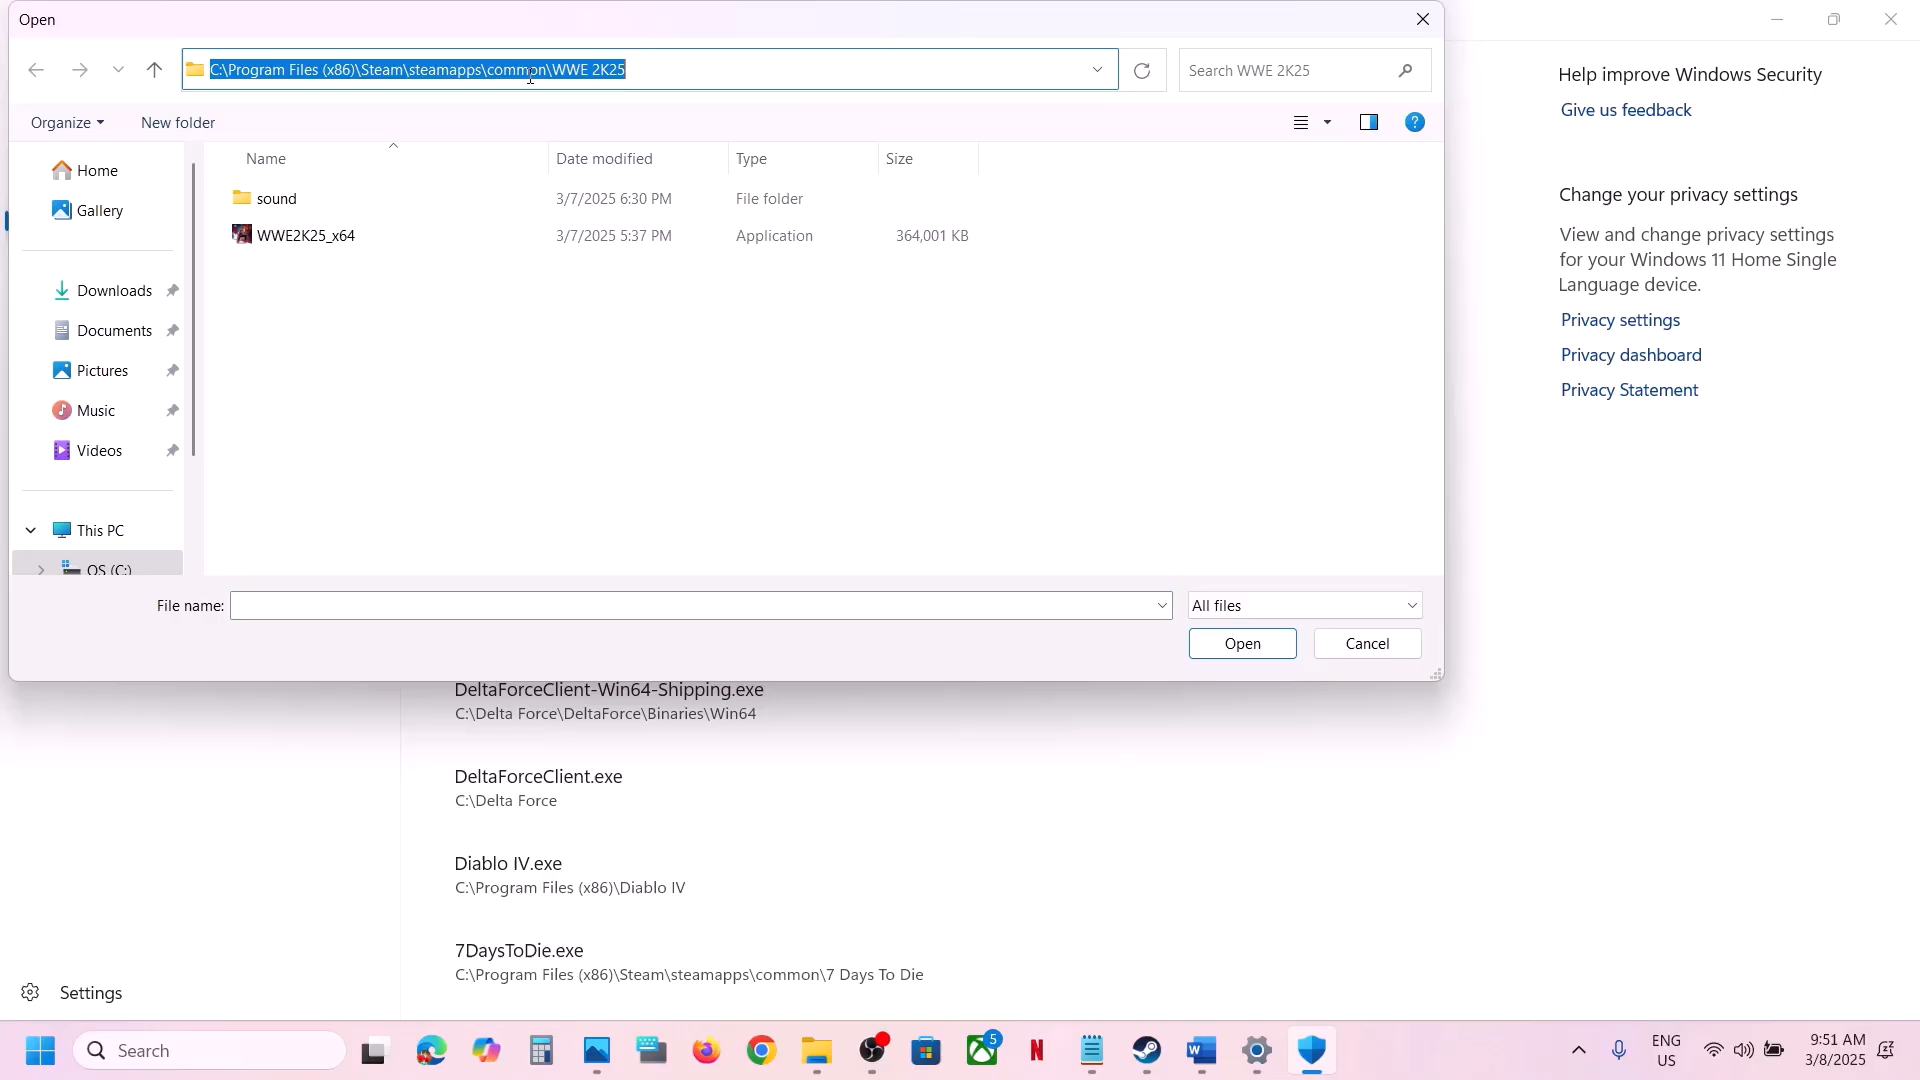 Open
C:\Program Files (x86)\Steam\steamapps\common\WWE 2K25
Search WWE 2K25
Organize
New folder
?
Home
Gallery
Downloads
Documents
Pictures
Music
Videos
This PC
OS (C:)
Name
Date modified
Type
Size
sound
3/7/2025 6:30 PM
File folder
WWE2K25_x64
3/7/2025 5:37 PM
Application
364,001 KB
File name:
All files
Open
Cancel
Help improve Windows Security
Give us feedback
Change your privacy settings
View and change privacy settings
for your Windows 11 Home Single
Language device.
Privacy settings
Privacy dashboard
Privacy Statement
DeltaForceClient-Win64-Shipping.exe
C:\Delta Force\DeltaForce\Binaries\Win64
DeltaForceClient.exe
C:\Delta Force
Diablo IV.exe
C:\Program Files (x86)\Diablo IV
7DaysToDie.exe
C:\Program Files (x86)\Steam\steamapps\common\7 Days To Die
Settings
Search
5
ENG
US
9:51 AM
3/8/2025